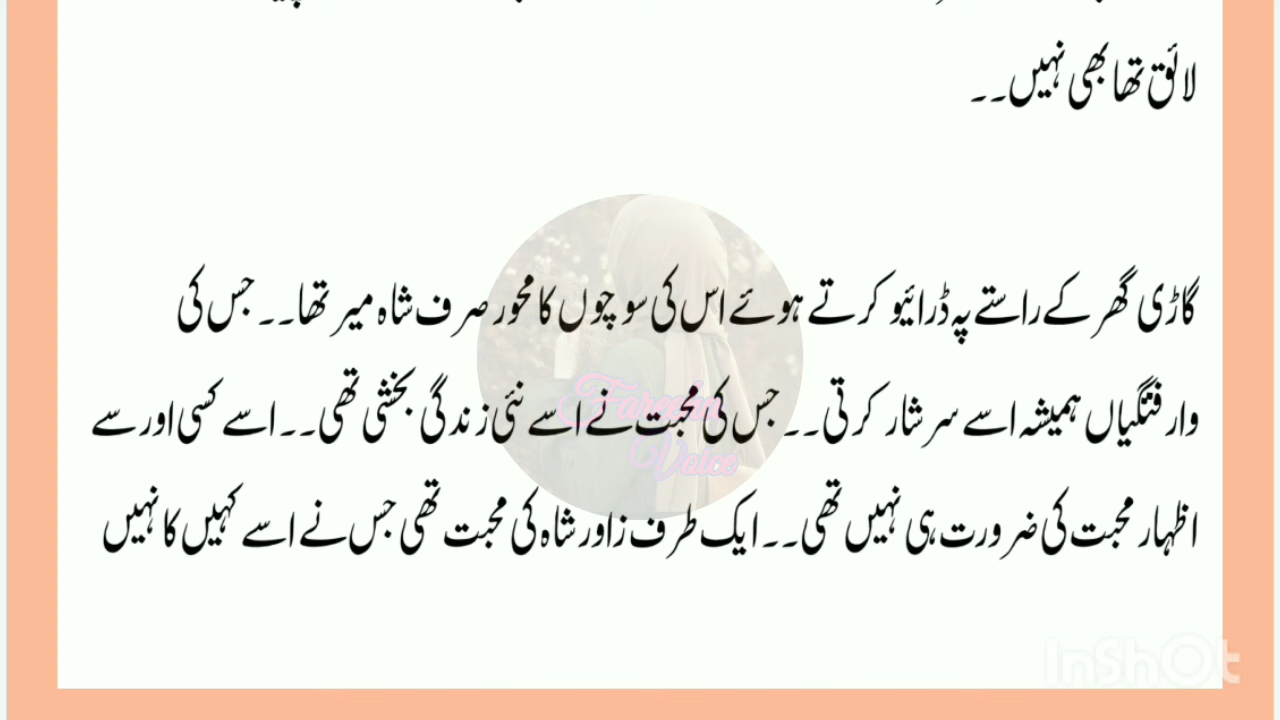 لائق تھا بھی نہیں۔۔
گاڑی گھر کے راستے پہ ڈرائیو کرتے ہوئے اس کی سوچوں کا محور صرف شاہ میر تھا۔۔ جس کی
وارفتگیاں ہمیشہ اسے سرشار کرتی۔۔ جس کی محبت نے اسے نئی زندگی بخشی تھی۔۔ اسے کسی اور سے
اظہار محبت کی ضرورت ہی نہیں تھی۔۔ ایک طرف زاور شاہ کی محبت تھی جس نے اسے کہیں کا نہیں
Fareeha
Voice
InShOt